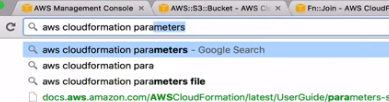 AWS Management Console × AWS::S3::Bucket - AWS Cl × Fn::Join - AWS CloudF
aws cloudformation parameters
aws cloudformation parameters – Google Search
aws cloudformation para
aws cloudformation parameters file
docs.aws.amazon.com/AWSCloudFormation/latest/UserGuide/parameters-s